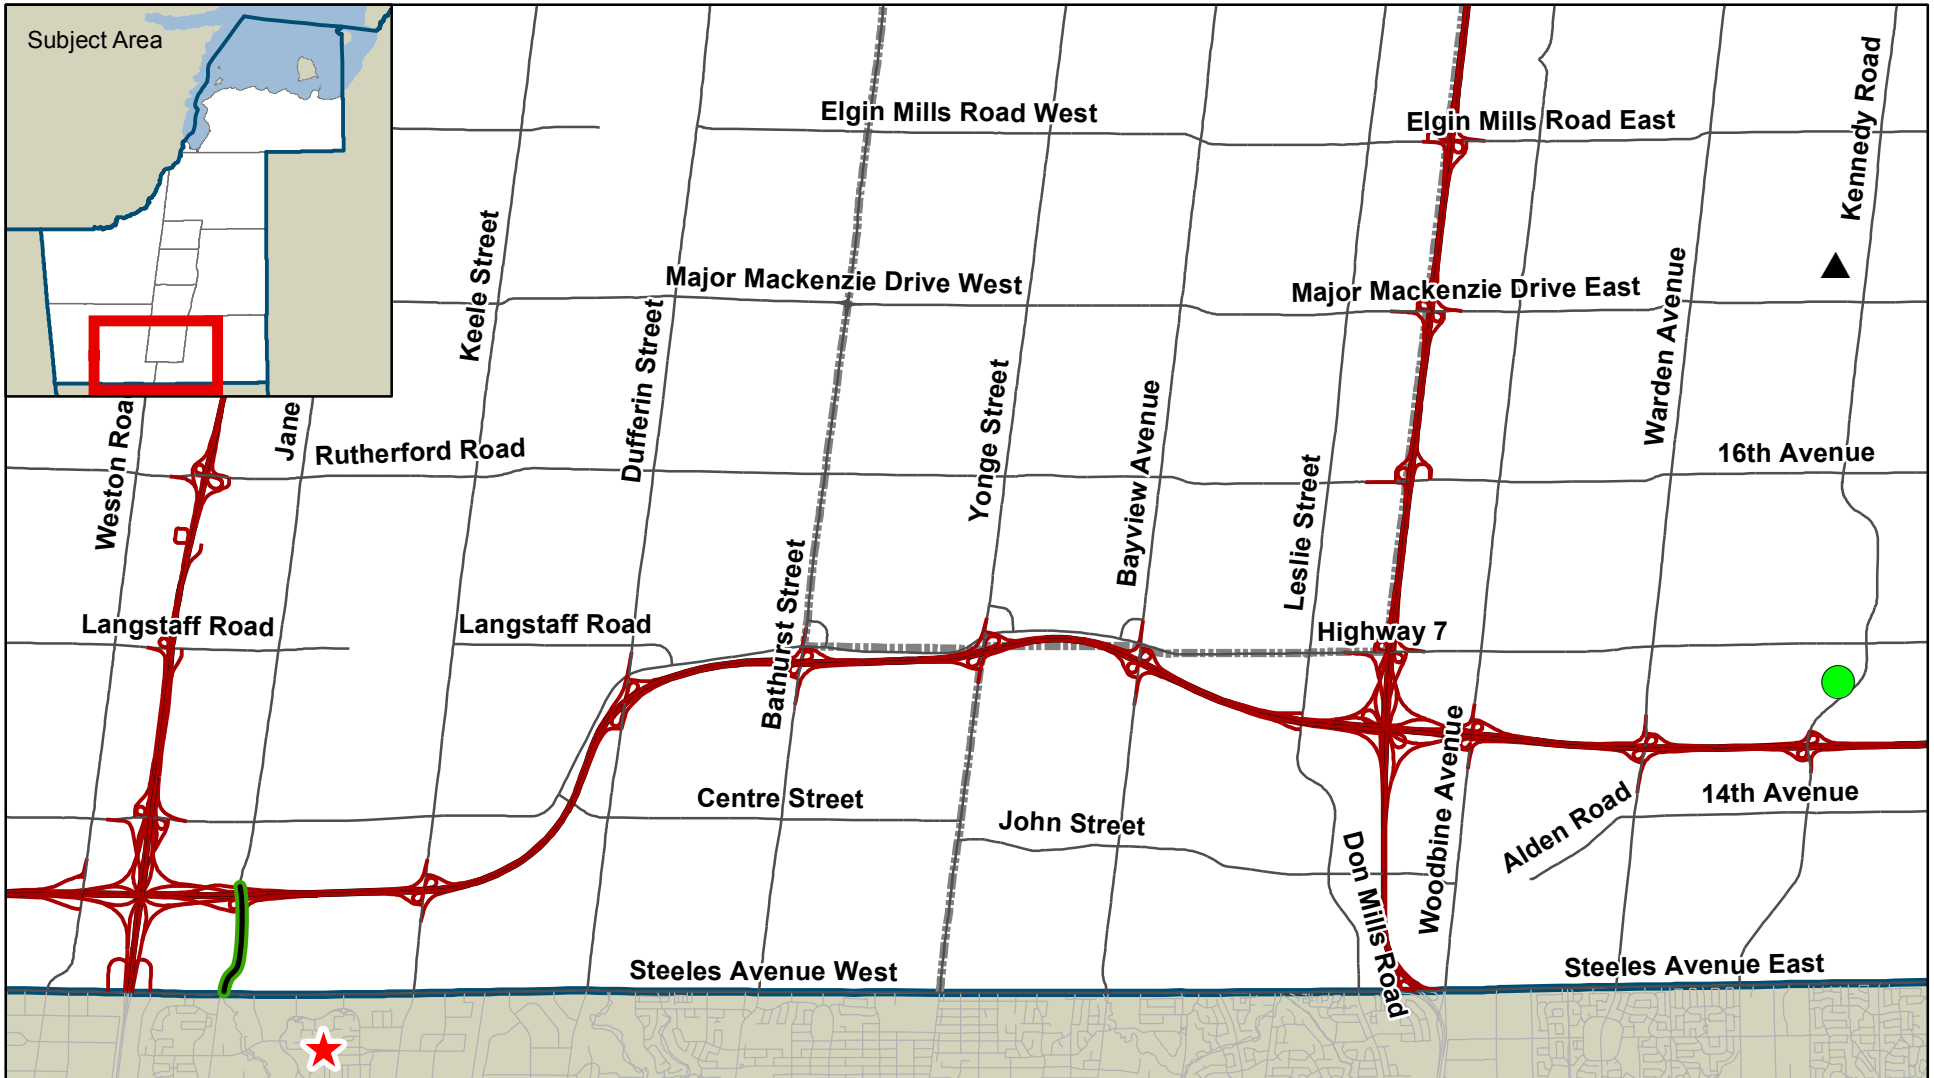 Subject Area
Elgin Mills Road West
Elgin Mills Road East
Kennedy Road
Keele Street
Major Mackenzie Drive West
Major Mackenzie Drive East
Dufferin Street
Warden Avenue
Weston Roa
Jane
Rutherford Road
Yonge Street
Bayview Avenue
Leslie Street
16th Avenue
Bathurst Street
Langstaff Road
Langstaff Road
Highway 7
Centre Street
John Street
Don Mills Road
Woodbine Avenue
Alden Road
14th Avenue
Steeles Avenue West
Steeles Avenue East